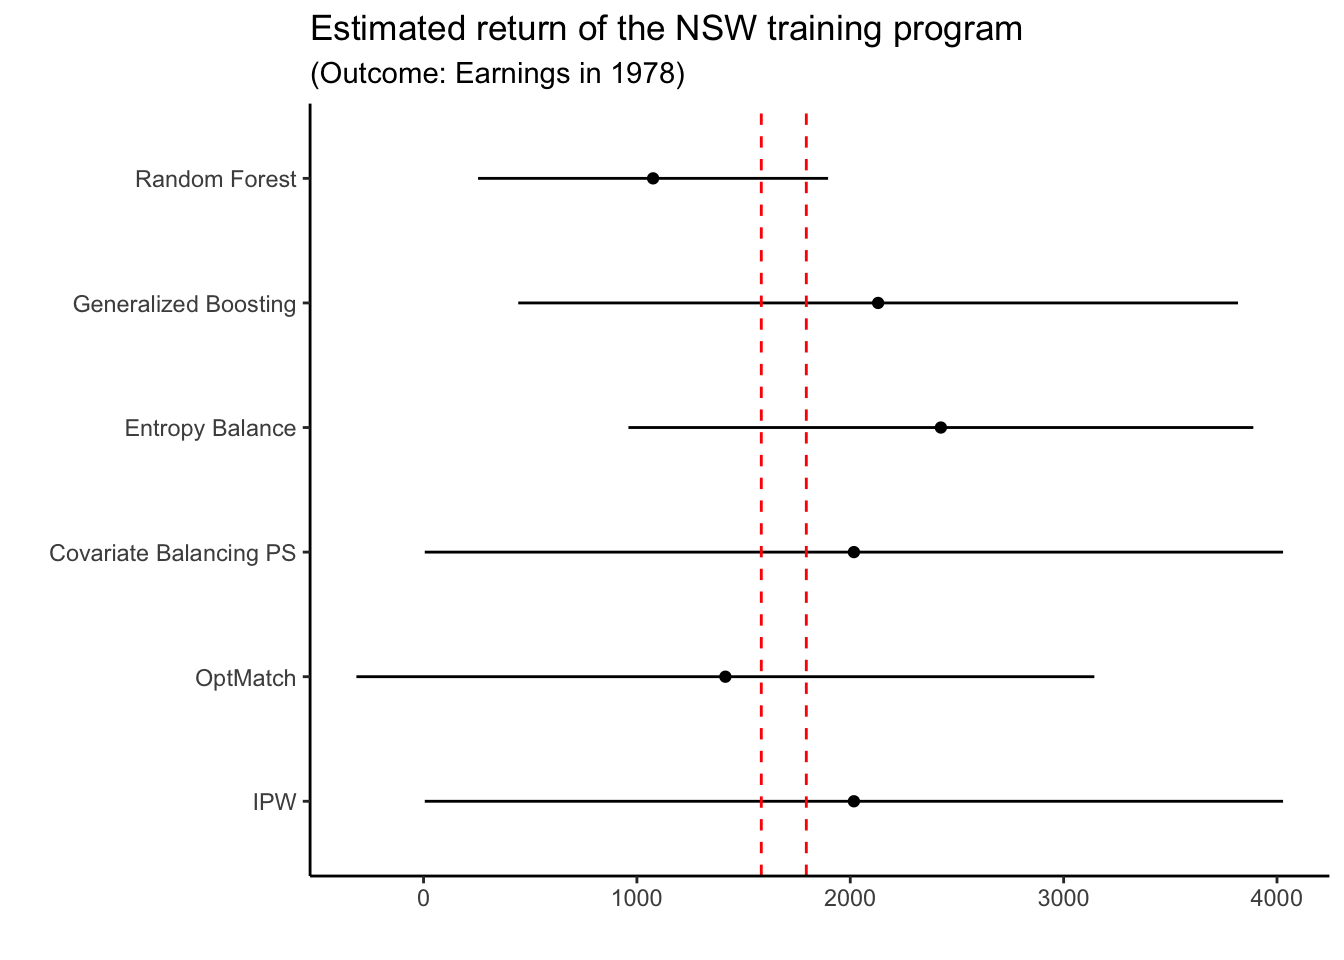 Estimated return of the NSW training program
(Outcome: Earnings in 1978)
Random Forest
Generalized Boosting
Entropy Balance
Covariate Balancing PS
OptMatch
IPW
0 1000 2000 3000 4000